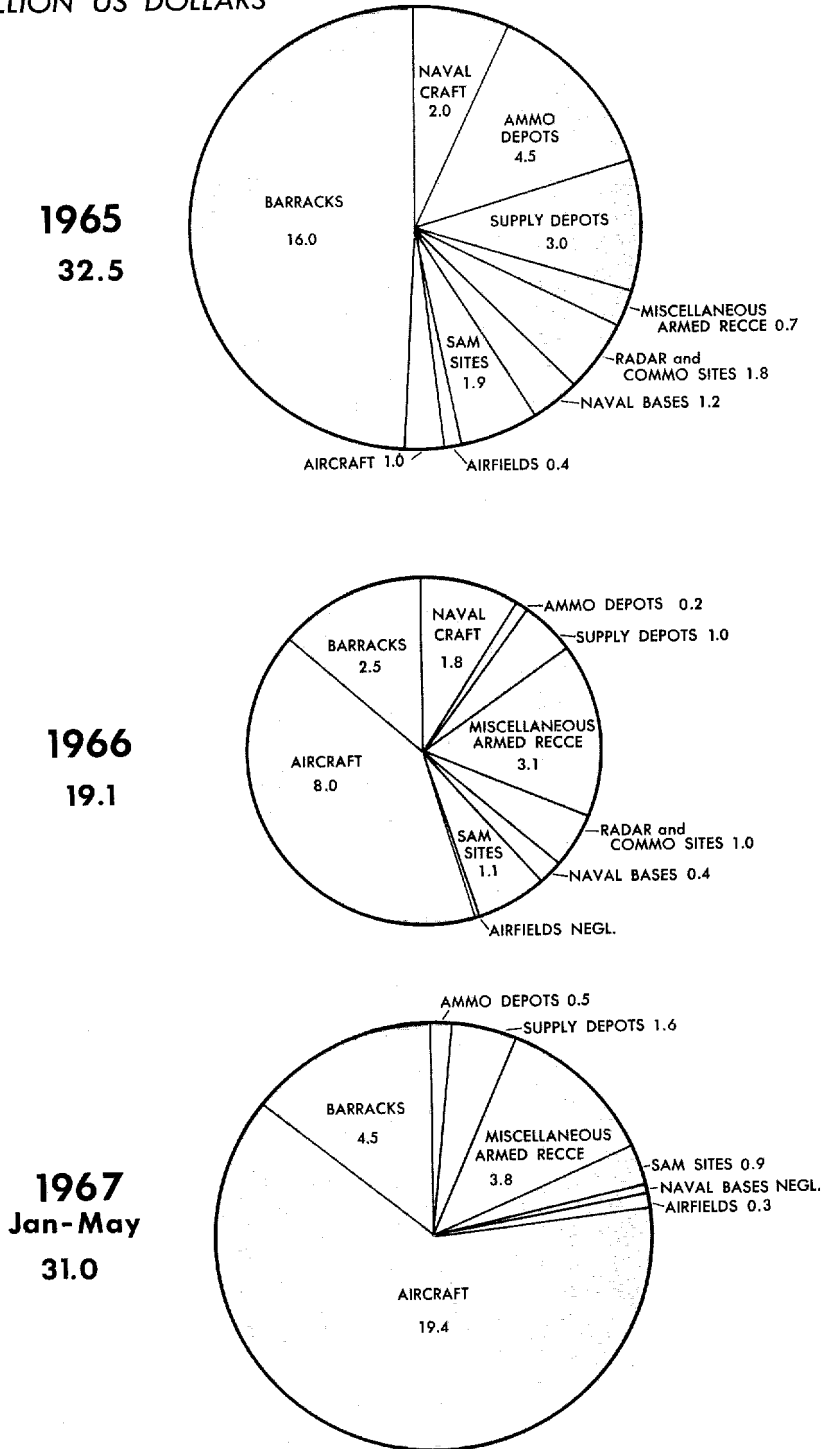 US DOLLARS
1965
32.5
NAVAL
CRAFT
2.0
AMMO
DEPOTS
4.5
SUPPLY DEPOTS
3.0
MISCELLANEOUS
ARMED RECCE 0.7
RADAR and
COMMO SITES 1.8
NAVAL BASES 1.2
SAM
SITES
1.9
AIRFIELDS 0.4
AIRCRAFT 1.0
BARRACKS
16.0
1966
19.1
NAVAL
CRAFT
1.8
AMMO DEPOTS 0.2
SUPPLY DEPOTS 1.0
MISCELLANEOUS
ARMED RECCE
3.1
RADAR and
COMMO SITES 1.0
NAVAL BASES 0.4
SAM
SITES
1.1
AIRFIELDS NEGL.
AIRCRAFT
8.0
BARRACKS
2.5
1967
Jan-May
31.0
AMMO DEPOTS 0.5
SUPPLY DEPOTS 1.6
MISCELLANEOUS
ARMED RECCE
3.8
SAM SITES 0.9
NAVAL BASES NEGL.
AIRFIELDS 0.3
AIRCRAFT
19.4
BARRACKS
4.5